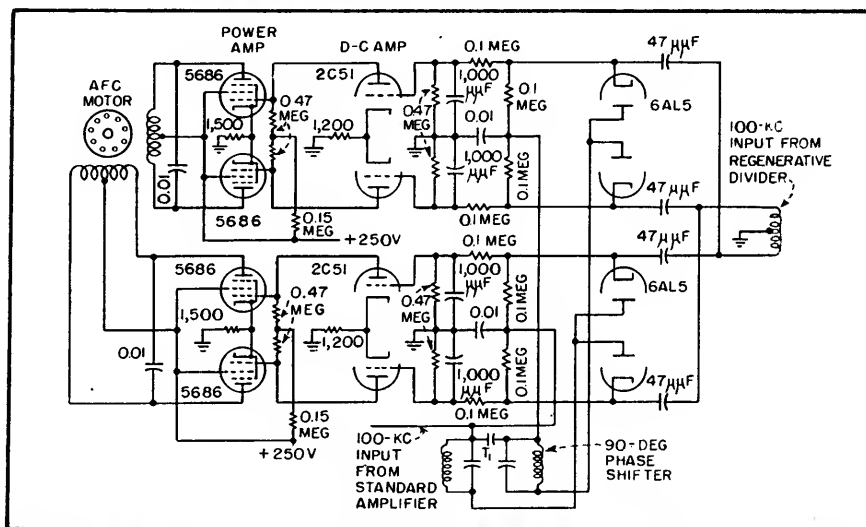 POWER
AMP
D-C AMP
5686
2C51
0.1 MEG
47 μμF
AFC
MOTOR
1,000
μμF
0.1
MEG
6AL5
0.47
MEG
1,500
1,200
0.47
MEG
0.01
100-KC
INPUT FROM
REGENERATIVE
DIVIDER
0.01
1,000
μμF
0.1 MEG
5686
0.15
MEG
0.1
MEG
47
μμF
+250V
0.1 MEG
47 μμF
5686
2C51
1,000
μμF
0.1 MEG
6AL5
0.47
MEG
0.47
MEG
0.01
1,500
1,200
0.01
1,000
μμF
0.1 MEG
5686
0.15
MEG
0.1 MEG
47 μμF
+250V
100-KC
INPUT
FROM
STANDARD
AMPLIFIER
T1
90-DEG
PHASE
SHIFTER